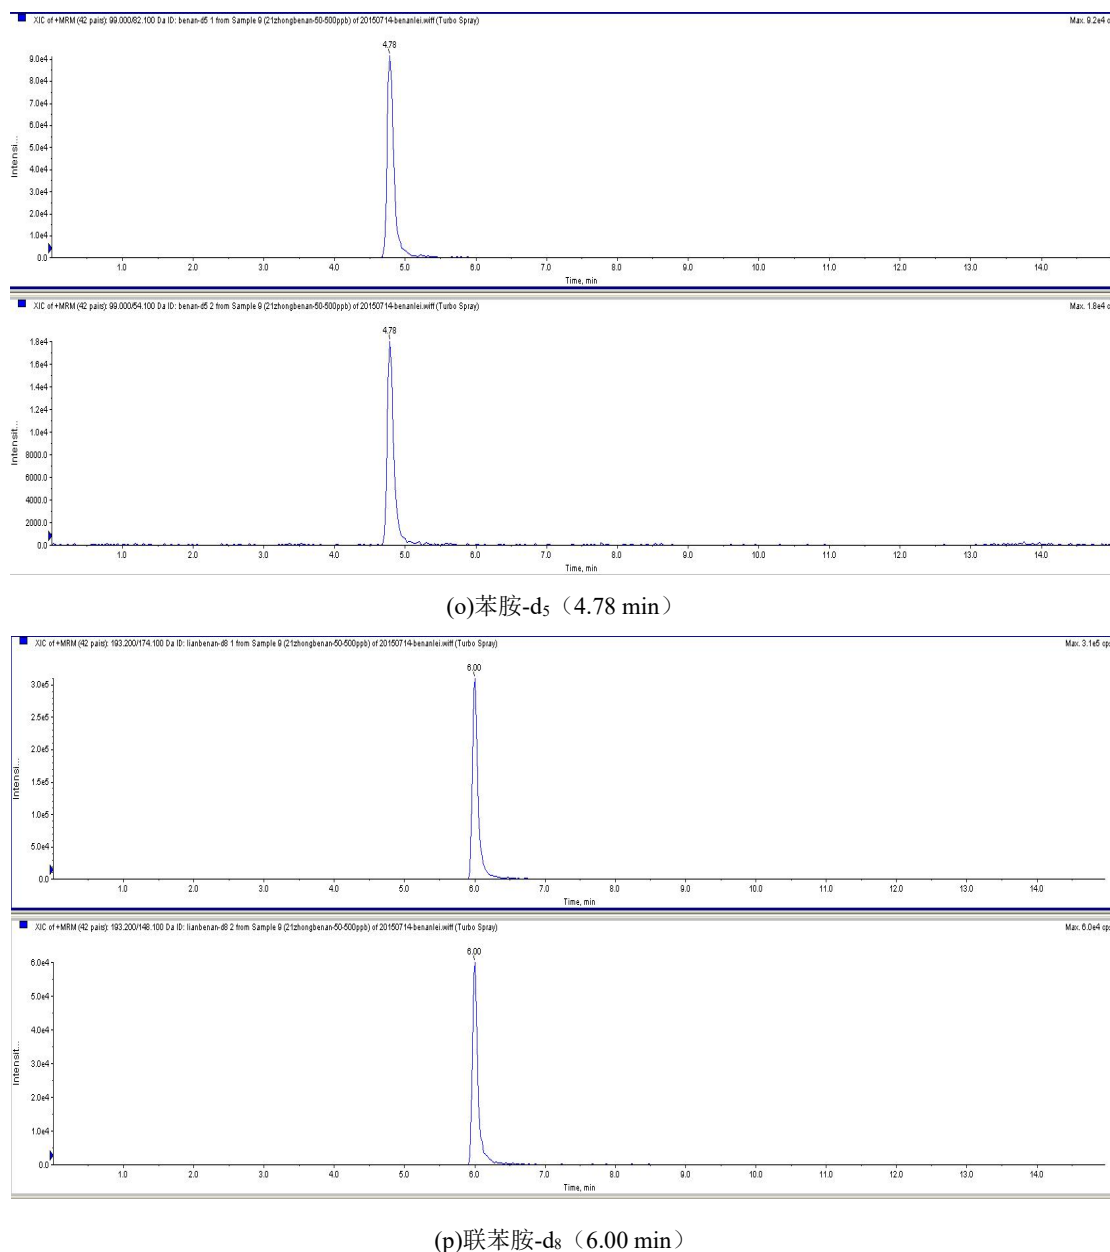 XIC of +MRM (42 pairs): 99.000/82.100 Da ID: benan-d5 1 from Sample 9 (21zhongbenan-50-500ppb) of 20150714-benanlei.wiff (Turbo Spray) Max. 9.2e4 c
4.78
9.0e4
8.0e4
7.0e4
6.0e4
5.0e4
4.0e4
3.0e4
2.0e4
1.0e4
0.0
Intensi...
1.0 2.0 3.0 4.0 5.0 6.0 7.0 8.0 9.0 10.0 11.0 12.0 13.0 14.0
Time, min
XIC of +MRM (42 pairs): 99.000/54.100 Da ID: benan-d5 2 from Sample 9 (21zhongbenan-50-500ppb) of 20150714-benanlei.wiff (Turbo Spray) Max. 1.8e4 c
4.78
1.8e4
1.6e4
1.4e4
1.2e4
1.0e4
8000.0
6000.0
4000.0
2000.0
0.0
Intensit...
1.0 2.0 3.0 4.0 5.0 6.0 7.0 8.0 9.0 10.0 11.0 12.0 13.0 14.0
Time, min
(o)苯胺-d₅（4.78 min）
XIC of +MRM (42 pairs): 193.200/174.100 Da ID: lianbenan-d8 1 from Sample 9 (21zhongbenan-50-500ppb) of 20150714-benanlei.wiff (Turbo Spray) Max. 3.1e5 cp
6.00
3.0e5
2.5e5
2.0e5
1.5e5
1.0e5
5.0e4
0.0
Intensi...
1.0 2.0 3.0 4.0 5.0 6.0 7.0 8.0 9.0 10.0 11.0 12.0 13.0 14.0
Time, min
XIC of +MRM (42 pairs): 193.200/148.100 Da ID: lianbenan-d8 2 from Sample 9 (21zhongbenan-50-500ppb) of 20150714-benanlei.wiff (Turbo Spray) Max. 6.0e4 cp
6.00
6.0e4
5.0e4
4.0e4
3.0e4
2.0e4
1.0e4
0.0
Intensit...
1.0 2.0 3.0 4.0 5.0 6.0 7.0 8.0 9.0 10.0 11.0 12.0 13.0 14.0
Time, min
(p)联苯胺-d₈（6.00 min）